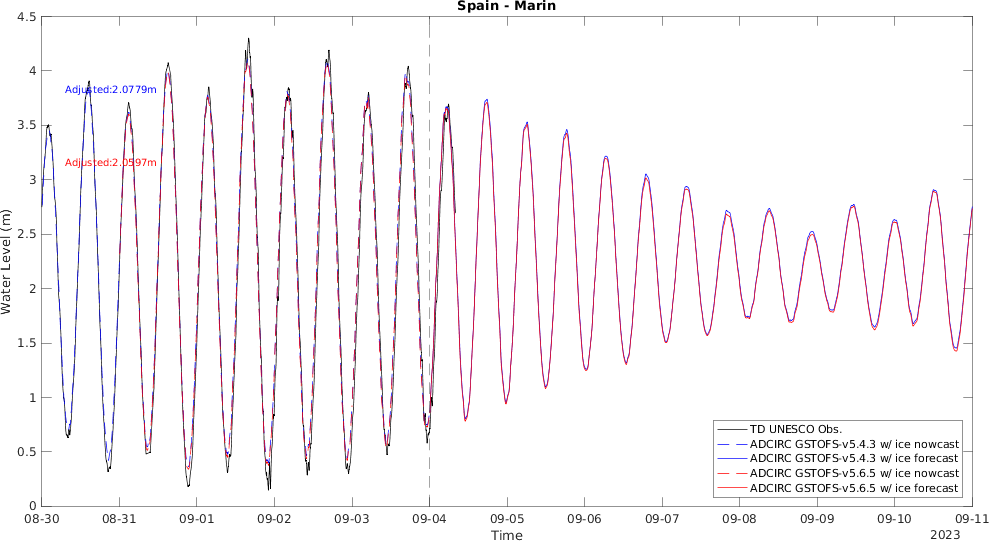 Spain - Marin
4.5
4
3.5
3
2.5
2
1.5
1
0.5
0
Water Level (m)
Adjusted:2.0779m
Adjusted:2.0597m
TD UNESCO Obs.
ADCIRC GSTOFS-v5.4.3 w/ ice nowcast
ADCIRC GSTOFS-v5.4.3 w/ ice forecast
ADCIRC GSTOFS-v5.6.5 w/ ice nowcast
ADCIRC GSTOFS-v5.6.5 w/ ice forecast
08-30 08-31 09-01 09-02 09-03 09-04 09-05 09-06 09-07 09-08 09-09 09-10 09-11
Time
2023